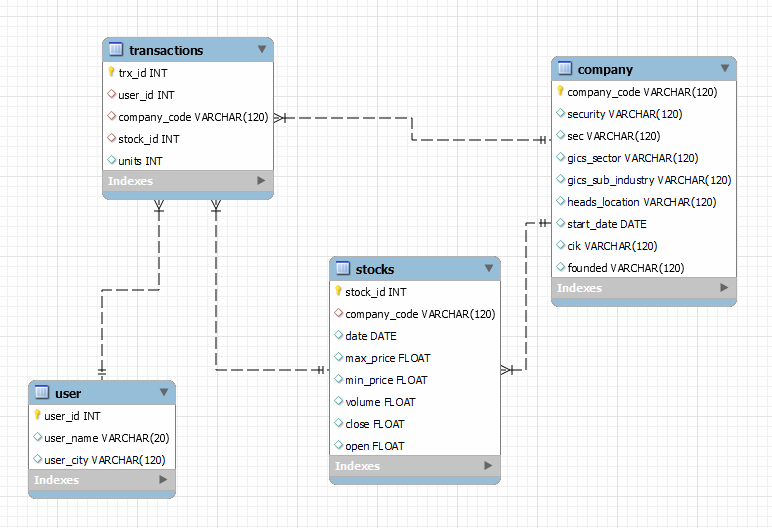 transactions
trx_id INT
user_id INT
company_code VARCHAR(120)
stock_id INT
units INT
Indexes
company
company_code VARCHAR(120)
security VARCHAR(120)
sec VARCHAR(120)
gics_sector VARCHAR(120)
gics_sub_industry VARCHAR(120)
heads_location VARCHAR(120)
start_date DATE
cik VARCHAR(120)
founded VARCHAR(120)
Indexes
stocks
stock_id INT
company_code VARCHAR(120)
date DATE
max_price FLOAT
min_price FLOAT
volume FLOAT
close FLOAT
open FLOAT
Indexes
user
user_id INT
user_name VARCHAR(20)
user_city VARCHAR(120)
Indexes